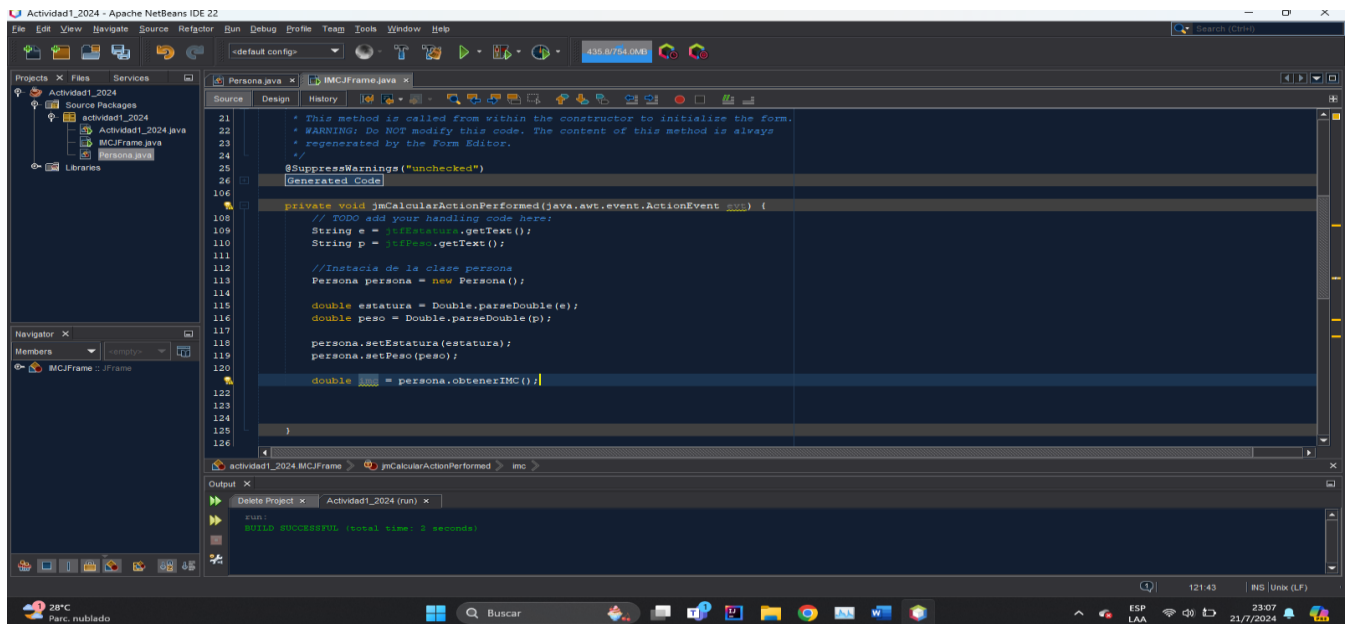 Actividad1_2024 - Apache NetBeans IDE 22
File Edit View Navigate Source Refactor Run Debug Profile Team Tools Window Help
Search (Ctrl+I)
<default config>
435.8/754.0MB
Projects Files Services
Actividad1_2024
Source Packages
actividad1_2024
Actividad1_2024.java
IMCJFrame.java
Persona.java
Libraries
Persona.java IMCJFrame.java
Source Design History
21 * This method is called from within the constructor to initialize the form.
22 * WARNING: Do NOT modify this code. The content of this method is always
23 * regenerated by the Form Editor.
24 */
25 @SuppressWarnings("unchecked")
26 Generated Code
106
private void jmCalcularActionPerformed(java.awt.event.ActionEvent evt) {
108 // TODO add your handling code here:
109 String e = jtfEstatura.getText();
110 String p = jtfPeso.getText();
111
112 //Instacia de la clase persona
113 Persona persona = new Persona();
114
115 double estatura = Double.parseDouble(e);
116 double peso = Double.parseDouble(p);
117
118 persona.setEstatura(estatura);
119 persona.setPeso(peso);
120
double imc = persona.obtenerIMC();
122
123
124
125 }
126
Navigator
Members <empty>
IMCJFrame :: JFrame
actividad1_2024.IMCJFrame jmCalcularActionPerformed imc
Output
Delete Project Actividad1_2024 (run)
run:
BUILD SUCCESSFUL (total time: 2 seconds)
1 121:43 INS Unix (LF)
1 28°C
Parc. nublado
Buscar
ESP
LAA
23:07
21/7/2024